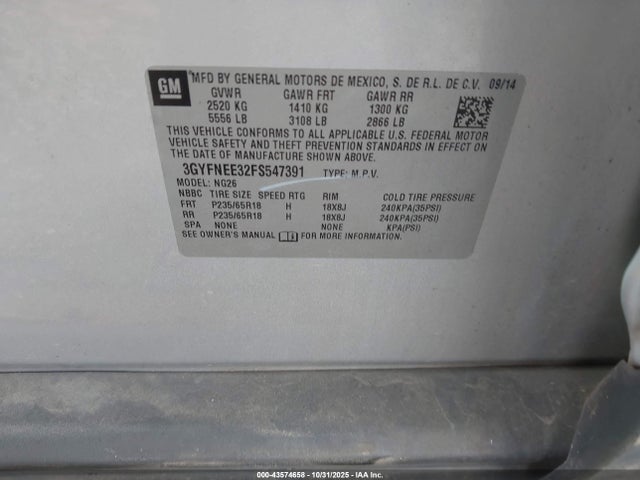 GM
MFD BY GENERAL MOTORS DE MEXICO, S. DE R.L. DE C.V. 09/14
GVWR GAWR FRT GAWR RR
2520 KG 1410 KG 1300 KG
5556 LB 3108 LB 2866 LB
THIS VEHICLE CONFORMS TO ALL APPLICABLE U.S. FEDERAL MOTOR
VEHICLE SAFETY AND THEFT PREVENTION STANDARDS IN EFFECT ON THE
DATE OF MANUFACTURE SHOWN ABOVE.
3GYFNEE32FS547391 TYPE: M.P.V.
MODEL: NG26
NBBC TIRE SIZE SPEED RTG RIM COLD TIRE PRESSURE
FRT P235/65R18 H 18X8J 240KPA(35PSI)
RR P235/65R18 H 18X8J 240KPA(35PSI)
SPA NONE NONE KPA(PSI)
SEE OWNER'S MANUAL FOR MORE INFORMATION.
000-43574658 - 10/31/2025 - IAAI.COM